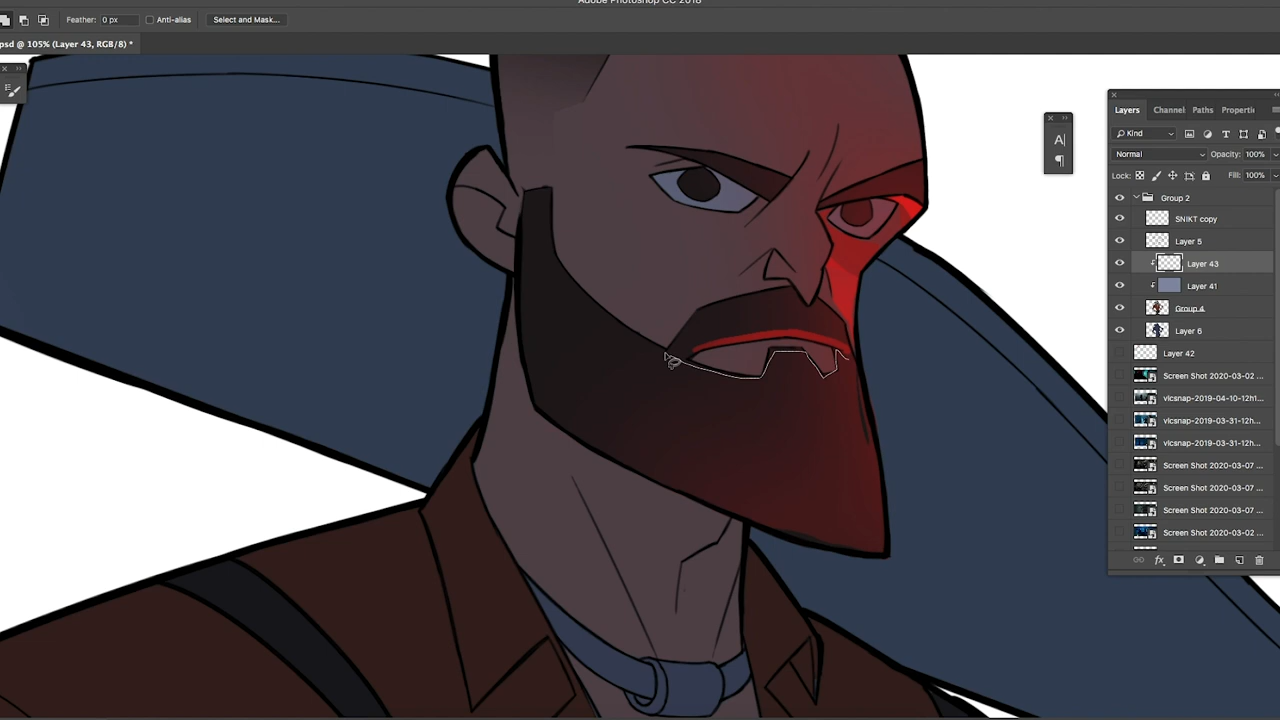 Adobe Photoshop CC 2018
Feather: 0 px
Anti-alias
Select and Mask...
psd @ 105% (Layer 43, RGB/8) *
A|
¶
Layers
Channel
Paths
Properti
Kind
T
Normal
Opacity: 100%
Lock:
Fill: 100%
Group 2
SNIKT copy
Layer 5
Layer 43
Layer 41
Group 4
Layer 6
Layer 42
Screen Shot 2020-03-02 ...
vlcsnap-2019-04-10-12h1...
vlcsnap-2019-03-31-12h...
vlcsnap-2019-03-31-12h...
Screen Shot 2020-03-07 ...
Screen Shot 2020-03-07 ...
Screen Shot 2020-03-07 ...
Screen Shot 2020-03-02 ...
fx